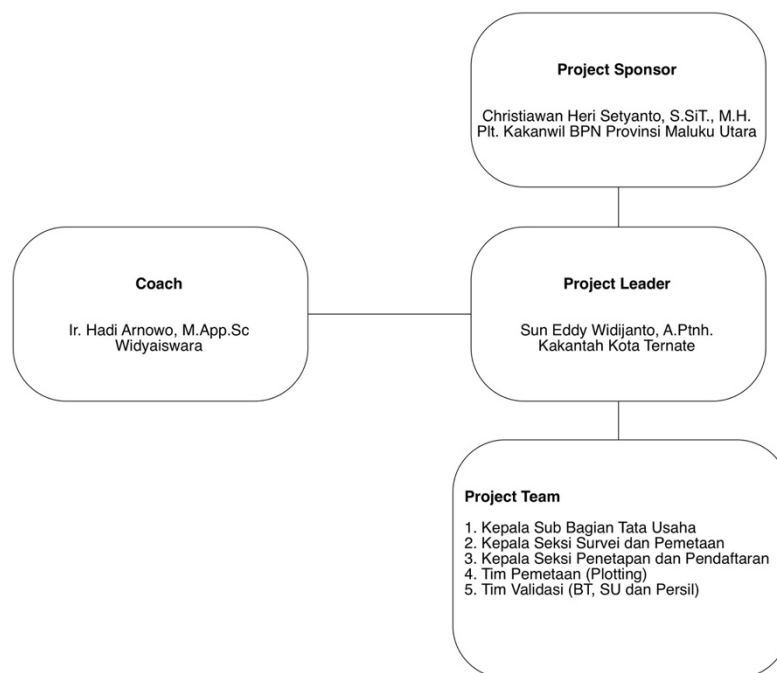 Project Sponsor
Christiawan Heri Setyanto, S.SiT., M.H.
Plt. Kakanwil BPN Provinsi Maluku Utara
Coach
Ir. Hadi Arnowo, M.App.Sc
Widyaiswara
Project Leader
Sun Eddy Widijanto, A.Ptnh.
Kakantah Kota Ternate
Project Team
1. Kepala Sub Bagian Tata Usaha
2. Kepala Seksi Survei dan Pemetaan
3. Kepala Seksi Penetapan dan Pendaftaran
4. Tim Pemetaan (Plotting)
5. Tim Validasi (BT, SU dan Persil)